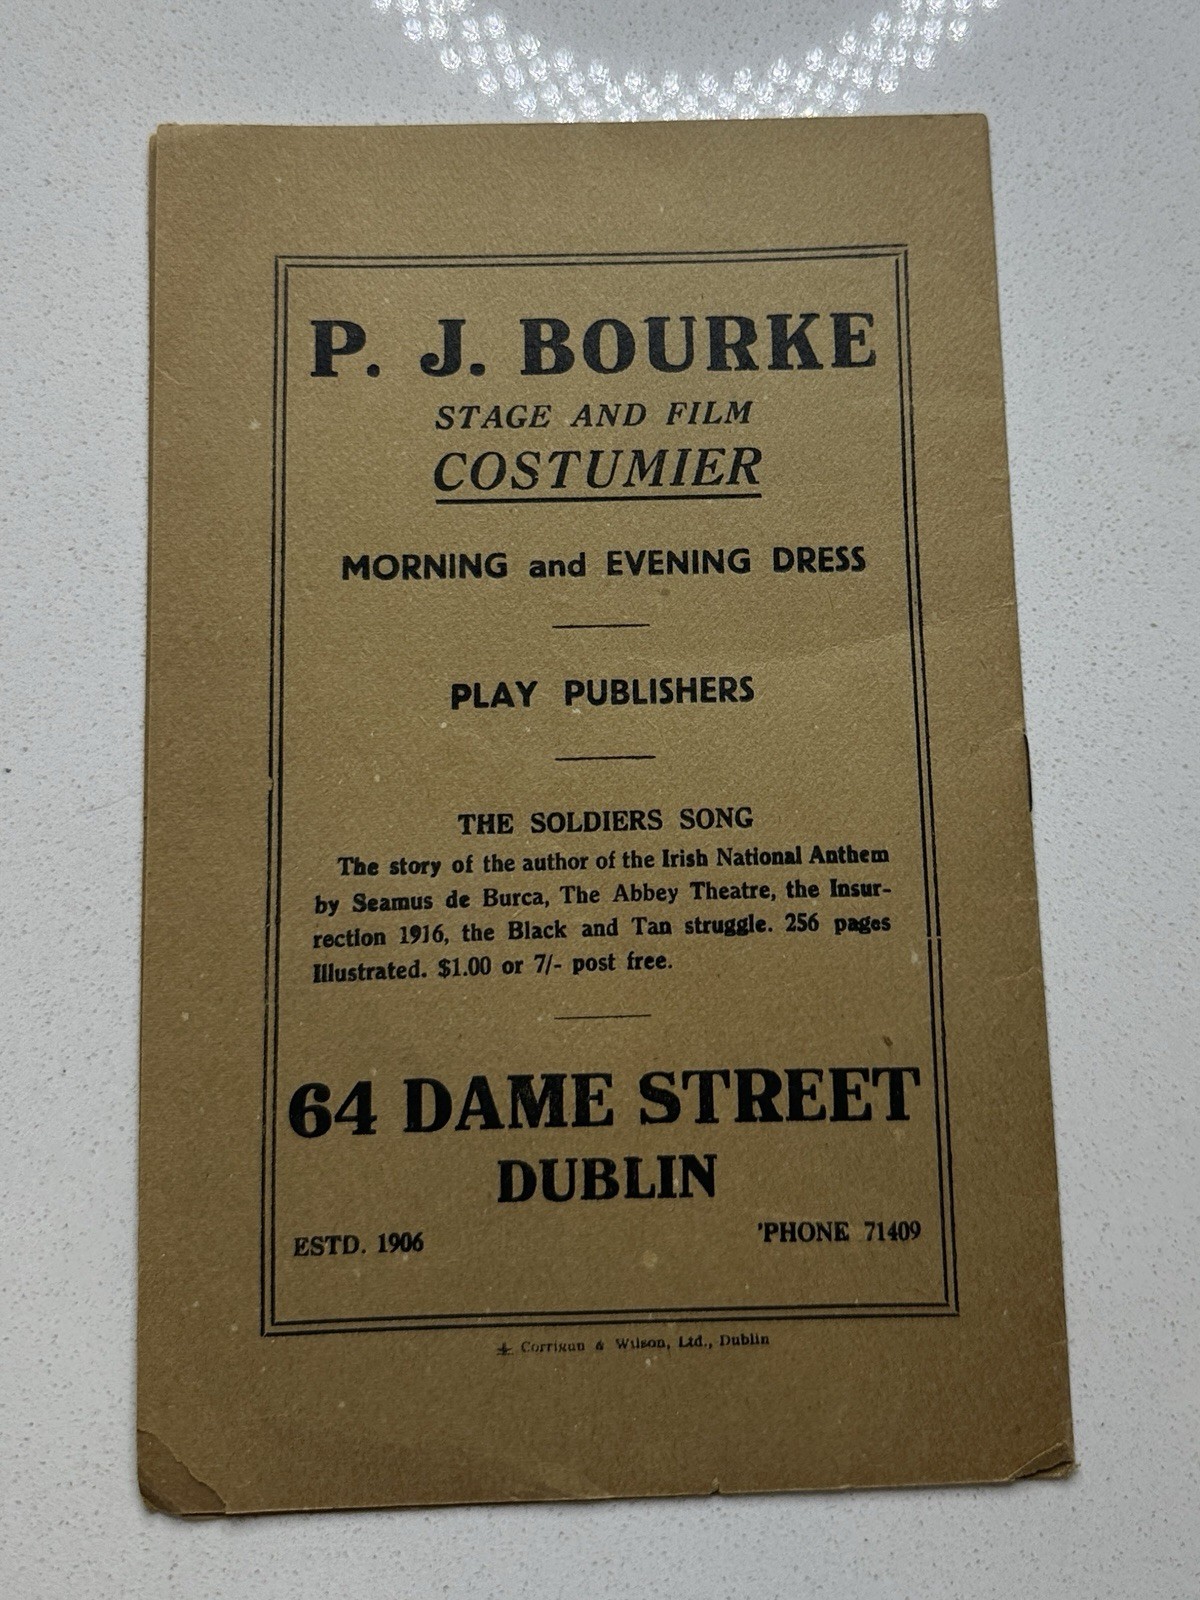 P. J. BOURKE
STAGE AND FILM
COSTUMIER
MORNING and EVENING DRESS
PLAY PUBLISHERS
THE SOLDIERS SONG
The story of the author of the Irish National Anthem
by Seamus de Burca, The Abbey Theatre, the Insur-
rection 1916, the Black and Tan struggle. 256 pages
Illustrated. $1.00 or 7/- post free.
64 DAME STREET
DUBLIN
ESTD. 1906 'PHONE 71409
Corrigan & Wilson, Ltd., Dublin